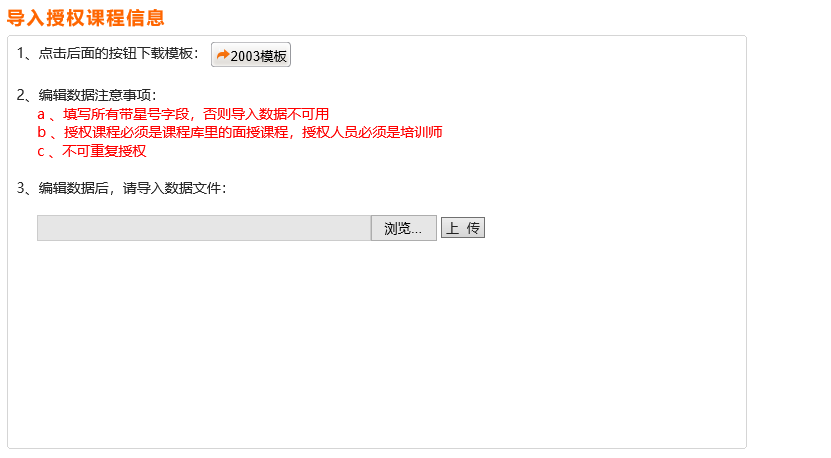 导入授权课程信息
1、点击后面的按钮下载模板： 2003模板
2、编辑数据注意事项：
a 、填写所有带星号字段，否则导入数据不可用
b 、授权课程必须是课程库里的面授课程，授权人员必须是培训师
c 、不可重复授权
3、编辑数据后，请导入数据文件：
浏览... 上 传